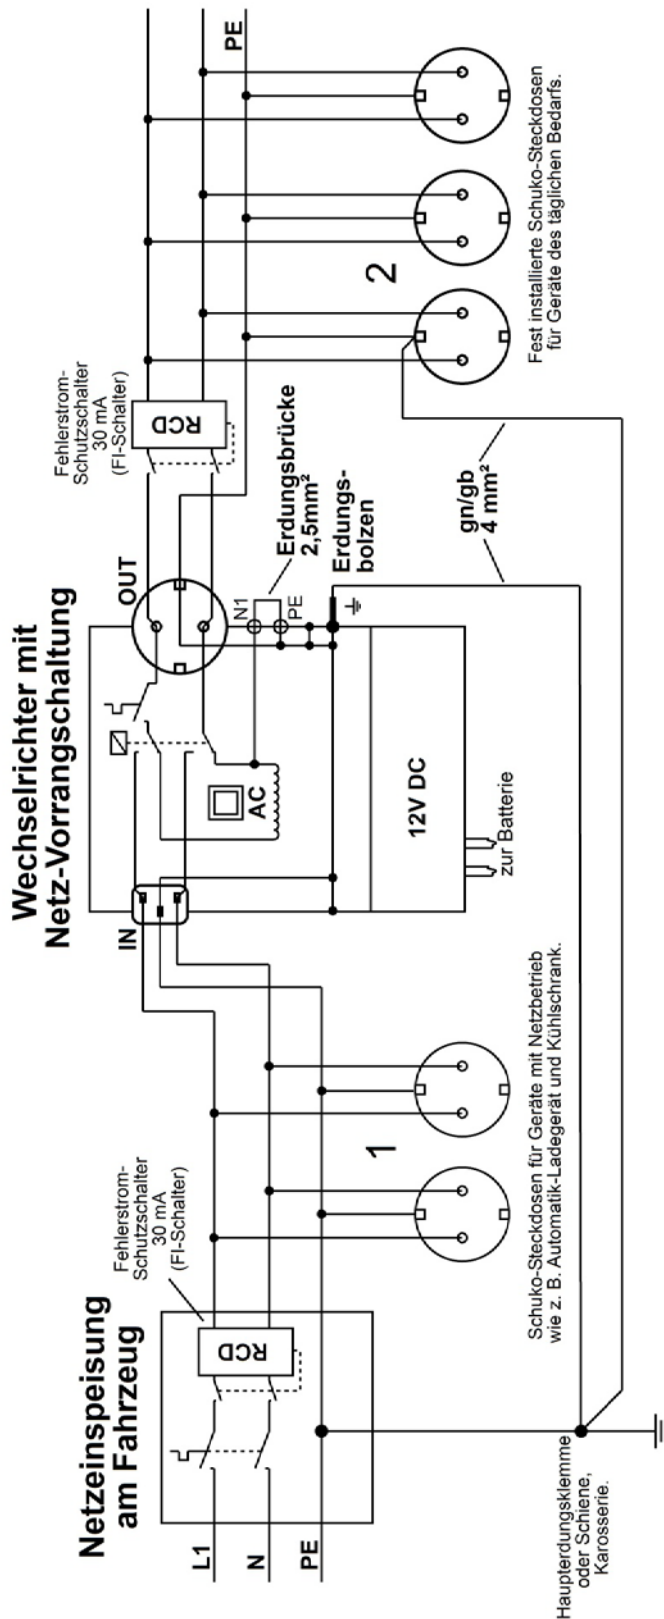 Netzeinspeisung
am Fahrzeug
L1
N
PE
RCD
Fehlerstrom-
Schutzschalter
30 mA
(FI-Schalter)
1
Schuko-Steckdosen für Geräte mit Netzbetrieb
wie z. B. Automatik-Ladegerät und Kühlschrank.
Haupterdungsklemme
oder Schiene,
Karosserie.
Wechselrichter mit
Netz-Vorrangschaltung
IN
AC
12V DC
zur Batterie
OUT
N1
PE
Erdungsbrücke
2,5mm²
Erdungs-
bolzen
gn/gb
4 mm²
Fehlerstrom-
Schutzschalter
30 mA
(FI-Schalter)
RCD
2
PE
Fest installierte Schuko-Steckdosen
für Geräte des täglichen Bedarfs.